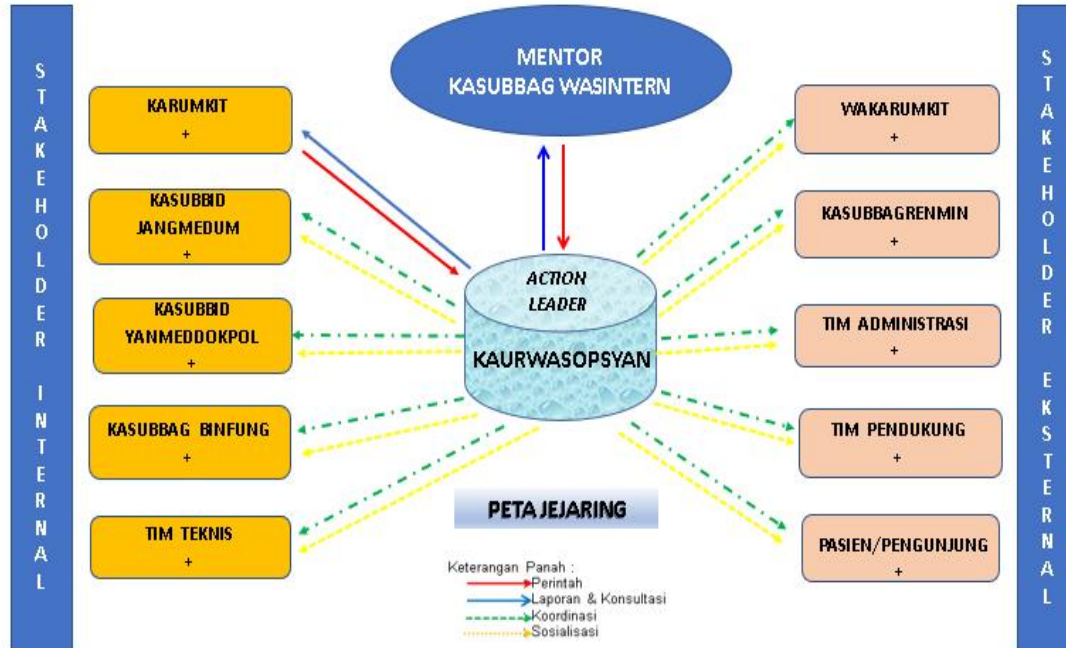 STAKEHOLDER INTERNAL
MENTOR
KASUBBAG WASINTERN
KARUMKIT
+
KASUBBID
JANGMEDUM
+
KASUBBID
YANMEDDOKPOL
+
KASUBBAG BINFUNG
+
TIM TEKNIS
+
ACTION
LEADER
KAURWASOPSYAN
WAKARUMKIT
+
KASUBBAGRENMIN
+
TIM ADMINISTRASI
+
TIM PENDUKUNG
+
PASIEN/PENGUNJUNG
+
STAKEHOLDER EKSTERNAL
PETA JEJARING
Keterangan Panah :
Perintah
Laporan & Konsultasi
Koordinasi
Sosialisasi